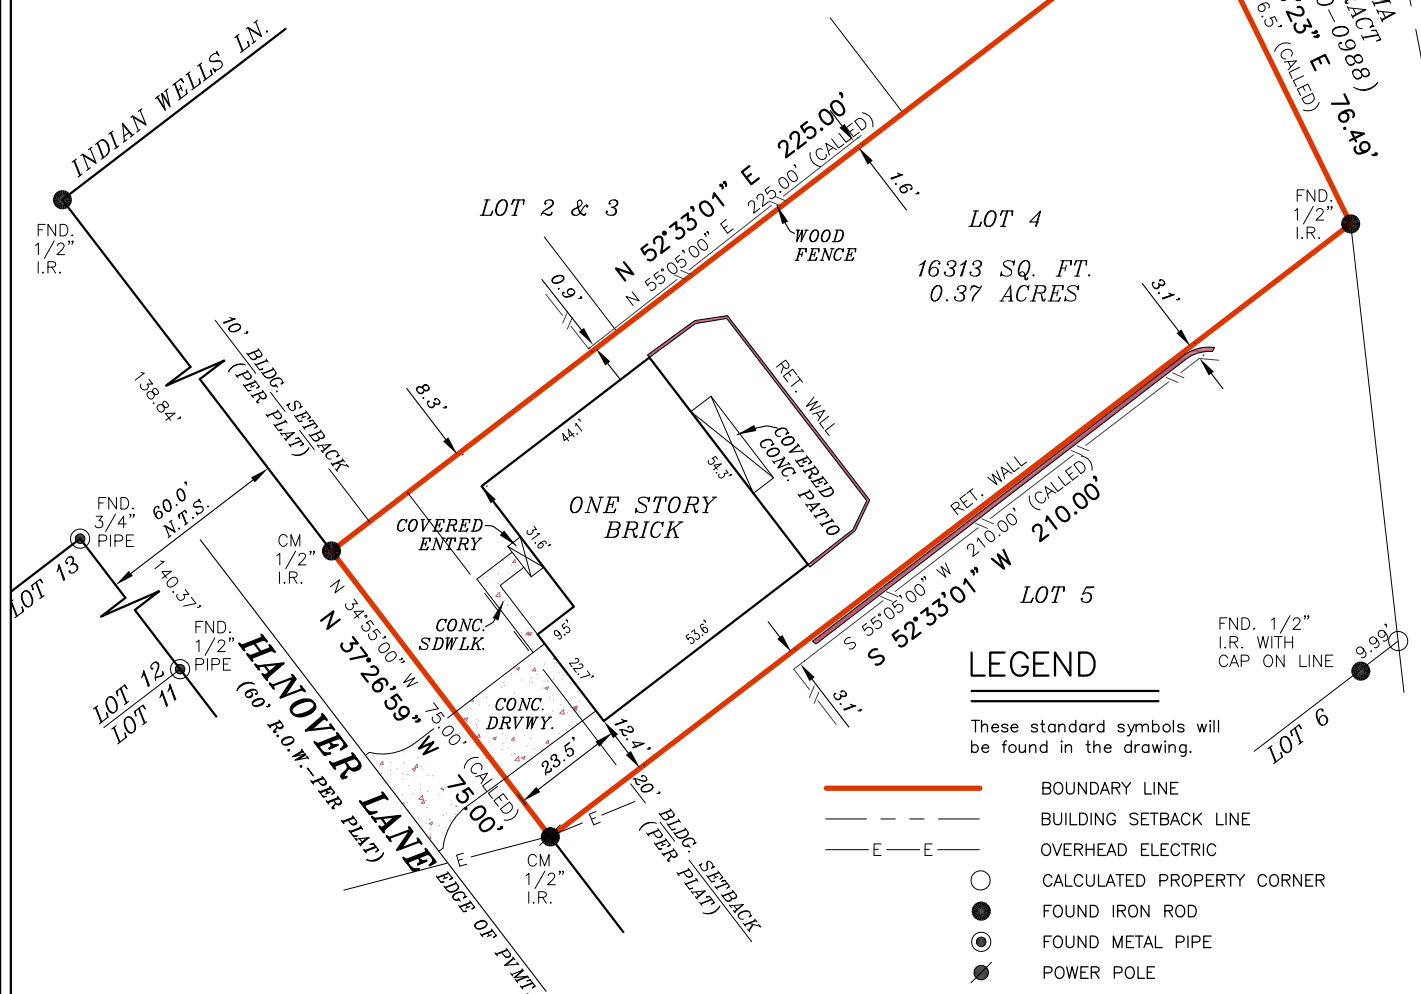 INDIAN WELLS LN.
FND.
1/2"
I.R.
138.84'
10' BLDG. SETBACK
(PER PLAT)
LOT 2 & 3
0.9'
8.3'
N 52°33'01" E 225.00'
N 55°05'00" E 225.00' (CALLED)
1.6'
WOOD
FENCE
LOT 4
16313 SQ. FT.
0.37 ACRES
3.1'
23" E 76.49'
6.5' (CALLED)
0-0988)
FND.
1/2"
I.R.
FND.
3/4"
PIPE
60.0'
N.T.S.
LOT 13
140.37'
FND.
1/2"
PIPE
LOT 12
LOT 11
CM
1/2"
I.R.
N 34°55'00" W 75.00' (CALLED)
N 37°26'59" W 75.00'
HANOVER LANE
(60' R.O.W.-PER PLAT)
EDGE OF PVMT.
COVERED
ENTRY
CONC.
SDWLK.
CONC.
DRVWY.
44.1'
54.3'
31.6'
9.5'
22.7'
53.6'
ONE STORY
BRICK
COVERED
CONC. PATIO
RET. WALL
RET. WALL
S 55°05'00" W 210.00' (CALLED)
S 52°33'01" W 210.00'
3.1'
12.4'
23.5'
20' BLDG. SETBACK
(PER PLAT)
E
E
CM
1/2"
I.R.
LOT 5
FND. 1/2"
I.R. WITH
CAP ON LINE
9.99'
LOT 6
LEGEND
These standard symbols will
be found in the drawing.
BOUNDARY LINE
BUILDING SETBACK LINE
E E OVERHEAD ELECTRIC
CALCULATED PROPERTY CORNER
FOUND IRON ROD
FOUND METAL PIPE
POWER POLE